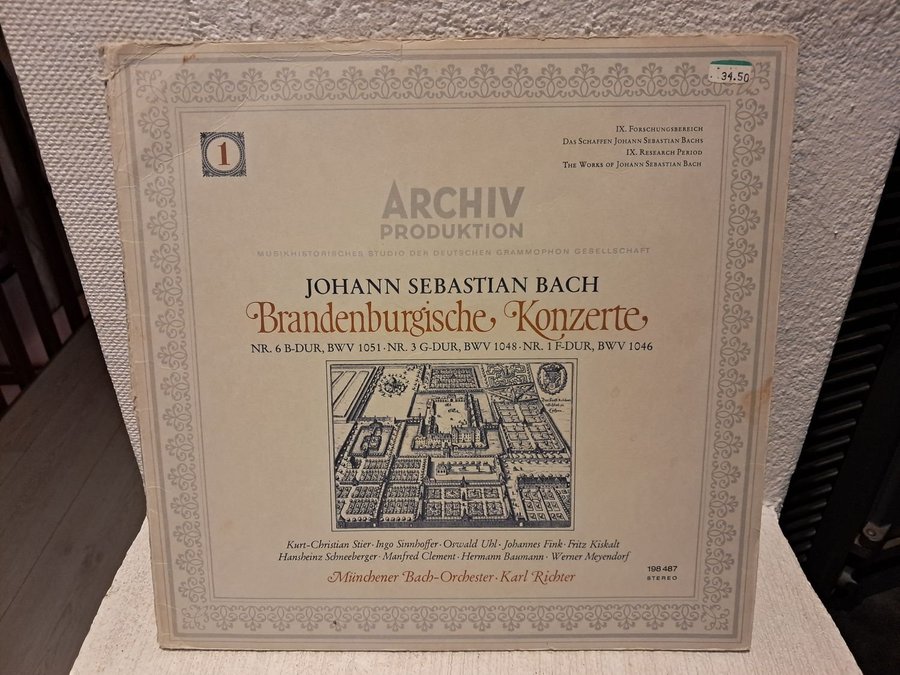 34.50
1
IX. Forschungsbereich
Das Schaffen Johann Sebastian Bachs
IX. Research Period
The Works of Johann Sebastian Bach
ARCHIV
PRODUKTION
MUSIKHISTORISCHES STUDIO DER DEUTSCHEN GRAMMOPHON GESELLSCHAFT
JOHANN SEBASTIAN BACH
Brandenburgische Konzerte
NR. 6 B-DUR, BWV 1051 · NR. 3 G-DUR, BWV 1048 · NR. 1 F-DUR, BWV 1046
Kurt-Christian Stier · Ingo Sinnhoffer · Oswald Uhl · Johannes Fink · Fritz Kiskalt
Hansheinz Schneeberger · Manfred Clement · Hermann Baumann · Werner Meyendorf
Münchener Bach-Orchester · Karl Richter
198 487
STEREO